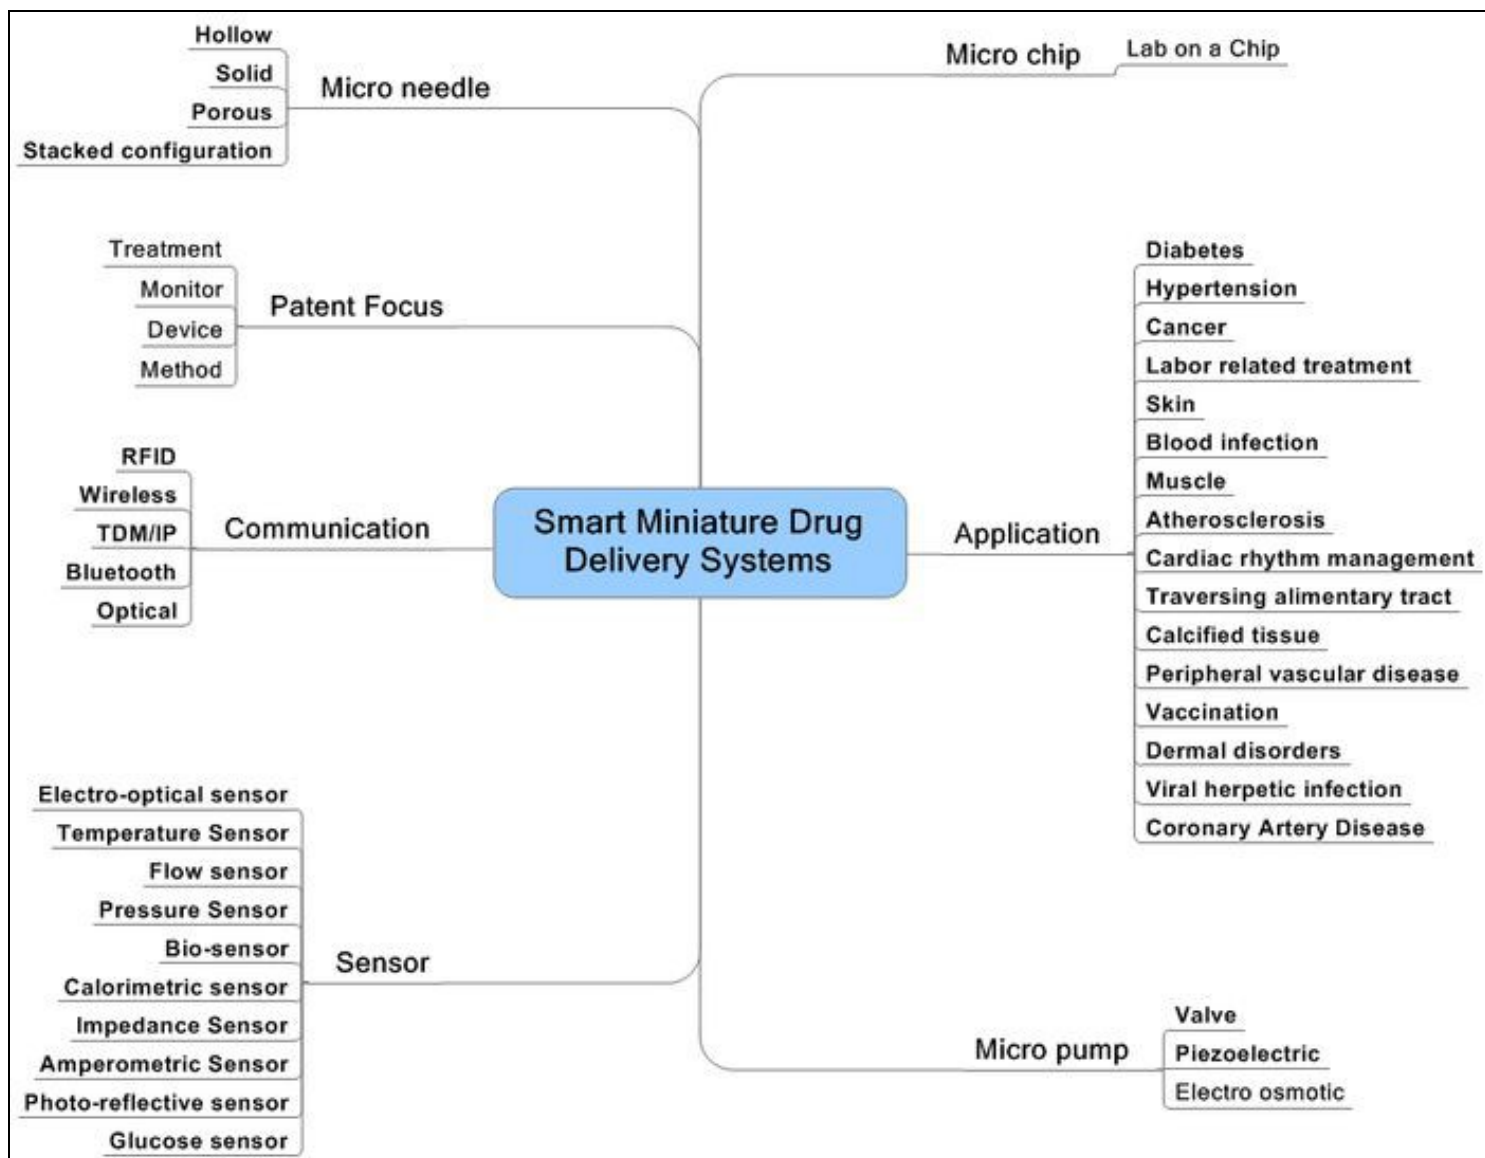 Hollow
Solid
Porous
Stacked configuration
Micro needle
Treatment
Monitor
Device
Method
Patent Focus
RFID
Wireless
TDM/IP
Bluetooth
Optical
Communication
Electro-optical sensor
Temperature Sensor
Flow sensor
Pressure Sensor
Bio-sensor
Calorimetric sensor
Impedance Sensor
Amperometric Sensor
Photo-reflective sensor
Glucose sensor
Sensor
Smart Miniature Drug
Delivery Systems
Micro chip
Lab on a Chip
Application
Diabetes
Hypertension
Cancer
Labor related treatment
Skin
Blood infection
Muscle
Atherosclerosis
Cardiac rhythm management
Traversing alimentary tract
Calcified tissue
Peripheral vascular disease
Vaccination
Dermal disorders
Viral herpetic infection
Coronary Artery Disease
Micro pump
Valve
Piezoelectric
Electro osmotic